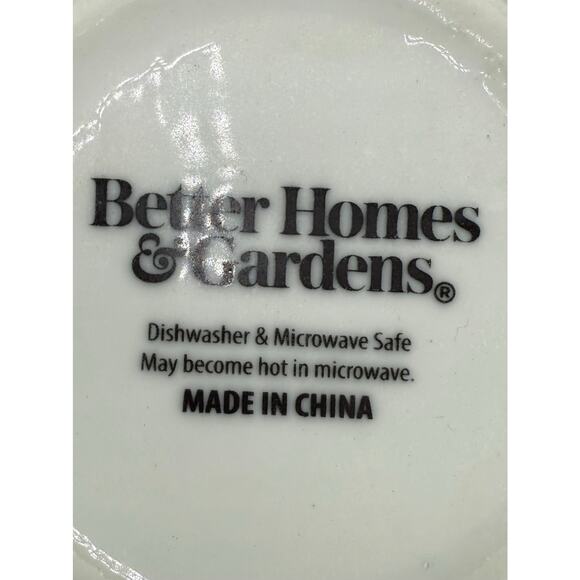 Better Homes
& Gardens®
Dishwasher & Microwave Safe
May become hot in microwave.
MADE IN CHINA